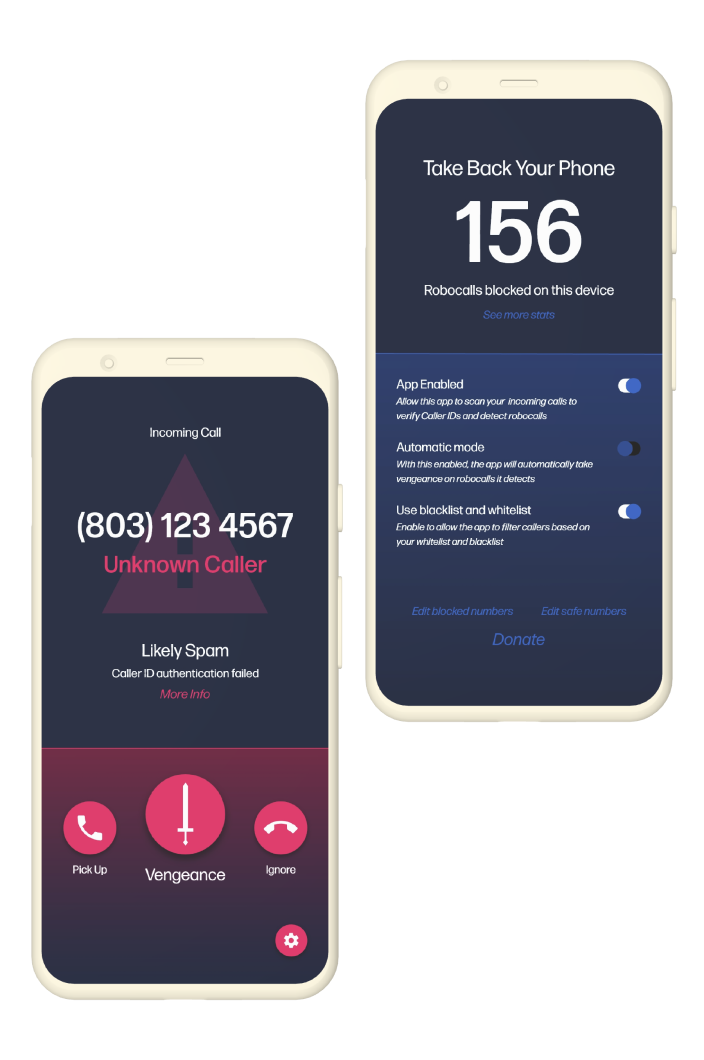 Take Back Your Phone
156
Robocalls blocked on this device
See more stats
App Enabled
Allow this app to scan your incoming calls to
verify Caller IDs and detect robocalls
Automatic mode
With this enabled, the app will automatically take
vengeance on robocalls it detects
Use blacklist and whitelist
Enable to allow the app to filter callers based on
your whitelist and blacklist
Edit blocked numbers
Edit safe numbers
Donate
Incoming Call
(803) 123 4567
Unknown Caller
Likely Spam
Caller ID authentication failed
More Info
Pick Up
Vengeance
Ignore